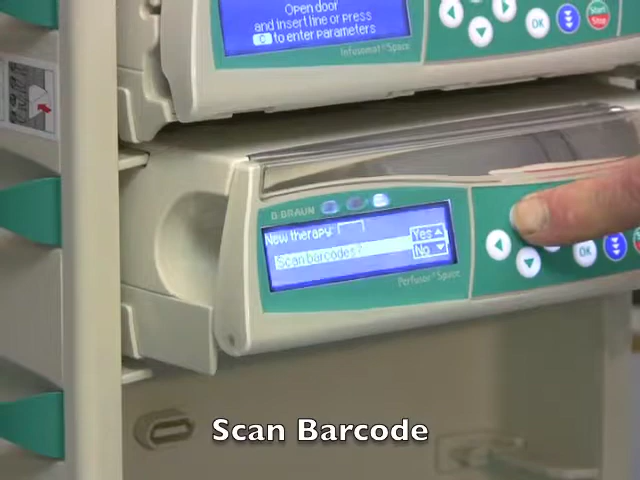 Open door
and insert line or press
C to enter parameters
Infusomat® Space
OK
Start
Stop
B|BRAUN
New therapy:
Scan barcodes?
Yes
No
Perfusor® Space
OK
Scan Barcode